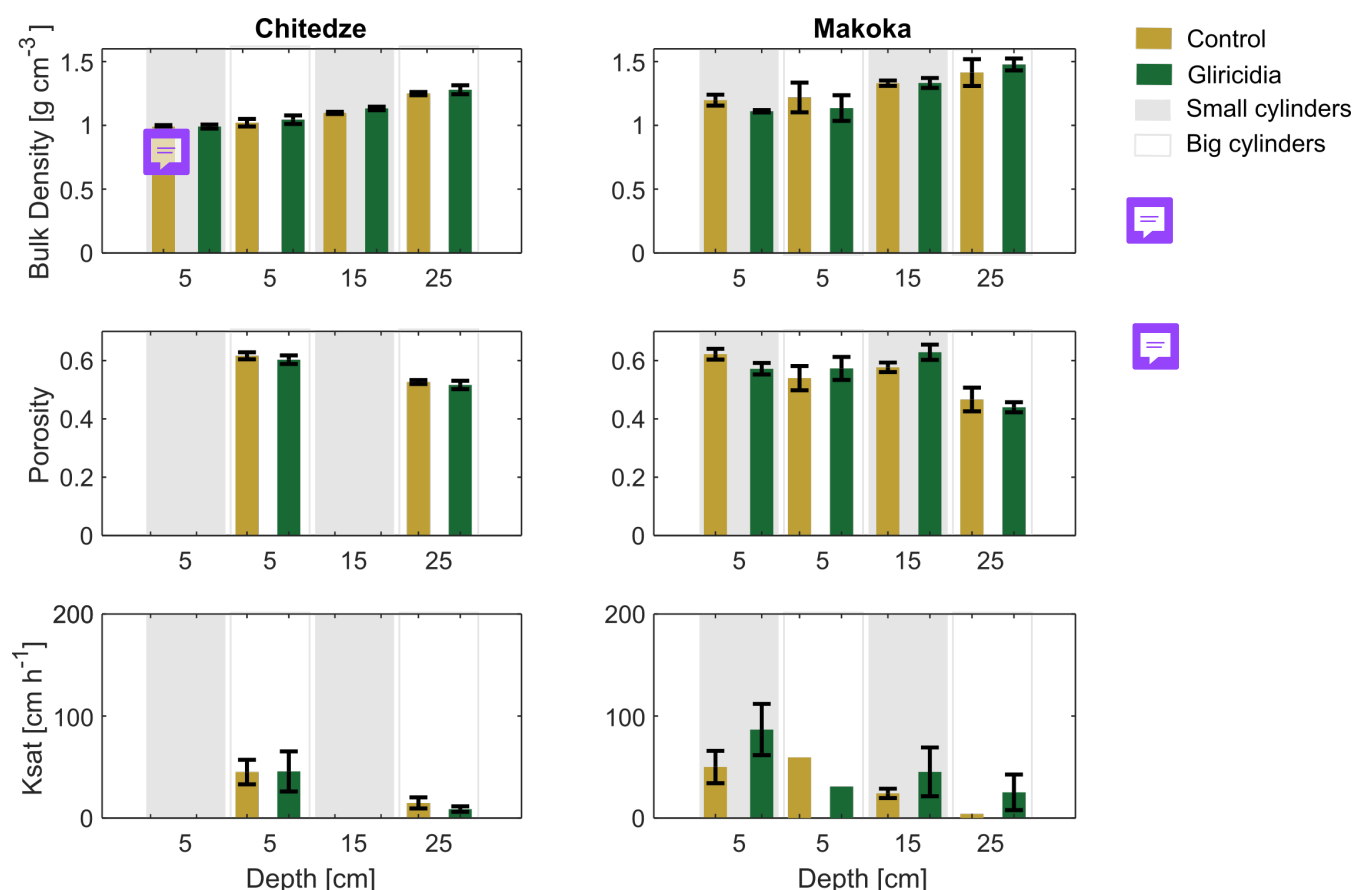 Chitedze
Makoka
Control
Gliricidia
Small cylinders
Big cylinders
Bulk Density [g cm⁻³]
1.5
1
0.5
0
5 5 15 25
1.5
1
0.5
0
5 5 15 25
Porosity
0.6
0.4
0.2
0
5 5 15 25
0.6
0.4
0.2
0
5 5 15 25
Ksat [cm h⁻¹]
200
100
0
5 5 15 25
Depth [cm]
200
100
0
5 5 15 25
Depth [cm]